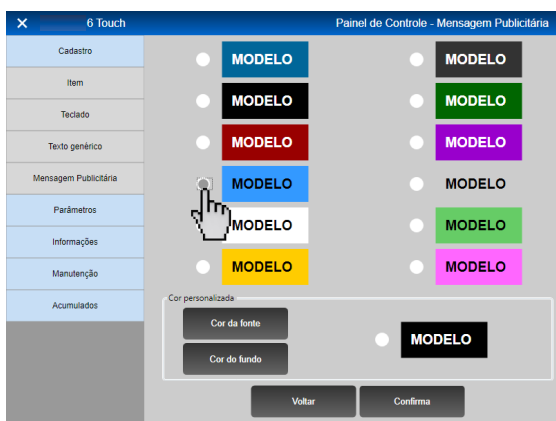 ✕ 6 Touch Painel de Controle - Mensagem Publicitária
Cadastro
Item
Teclado
Texto genérico
Mensagem Publicitária
Parâmetros
Informações
Manutenção
Acumulados
MODELO MODELO
MODELO MODELO
MODELO MODELO
MODELO MODELO
MODELO MODELO
MODELO MODELO
Cor personalizada
Cor da fonte
Cor do fundo
MODELO
Voltar Confirma